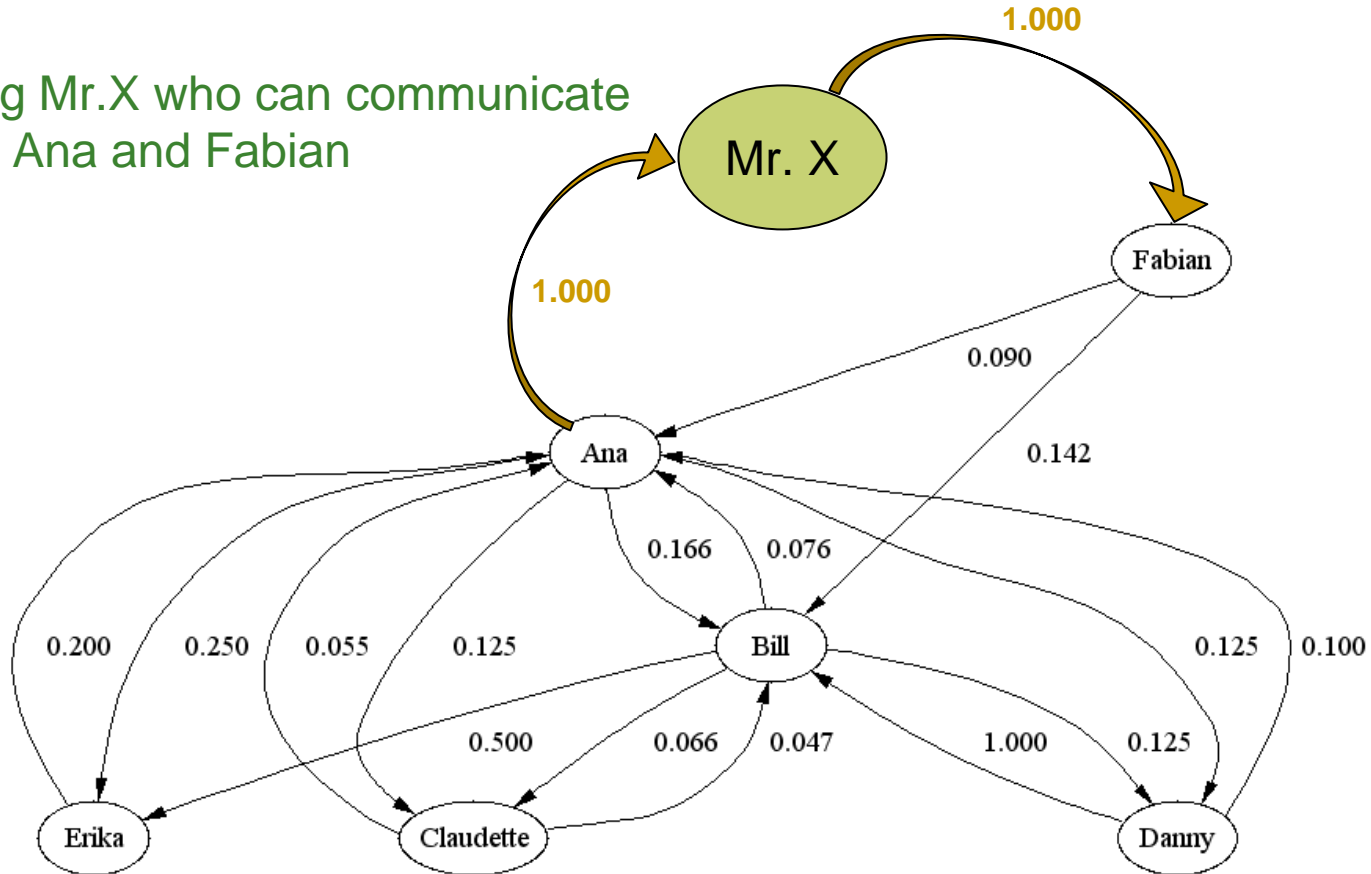 1.000
g Mr.X who can communicate
Ana and Fabian
Mr. X
Fabian
1.000
0.090
Ana
0.142
0.166
0.076
0.200
0.250
0.055
0.125
Bill
0.125
0.100
0.500
0.066
0.047
1.000
0.125
Erika
Claudette
Danny